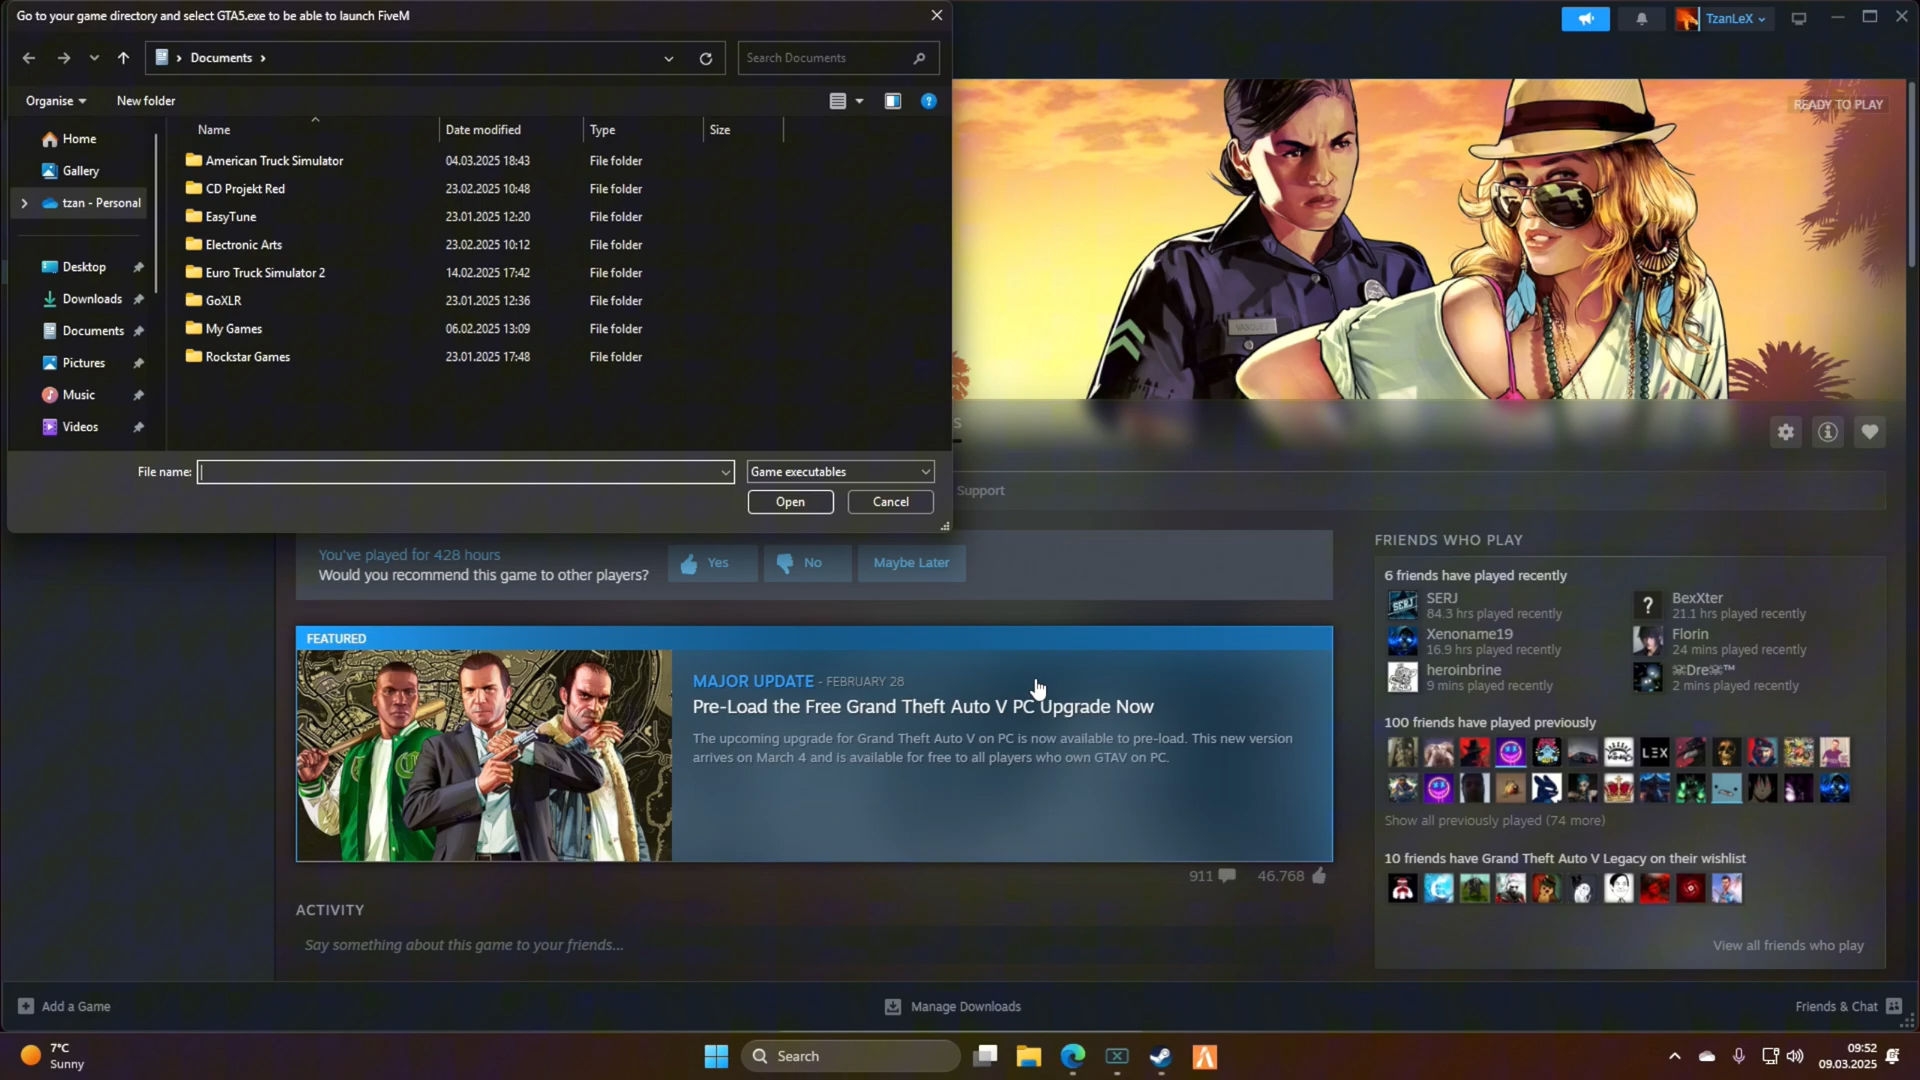 Go to your game directory and select GTA5.exe to be able to launch FiveM
TzanLeX
Documents
Search Documents
Organise
New folder
READY TO PLAY
Name
Date modified
Type
Size
Home
Gallery
tzan - Personal
Desktop
Downloads
Documents
Pictures
Music
Videos
American Truck Simulator 04.03.2025 18:43 File folder
CD Projekt Red 23.02.2025 10:48 File folder
EasyTune 23.01.2025 12:20 File folder
Electronic Arts 23.02.2025 10:12 File folder
Euro Truck Simulator 2 14.02.2025 17:42 File folder
GoXLR 23.01.2025 12:36 File folder
My Games 06.02.2025 13:09 File folder
Rockstar Games 23.01.2025 17:48 File folder
VASQUEZ
S
File name:
Game executables
Open
Cancel
Support
You've played for 428 hours
Would you recommend this game to other players?
Yes
No
Maybe Later
FEATURED
MAJOR UPDATE - FEBRUARY 28
Pre-Load the Free Grand Theft Auto V PC Upgrade Now
The upcoming upgrade for Grand Theft Auto V on PC is now available to pre-load. This new version
arrives on March 4 and is available for free to all players who own GTAV on PC.
911
46.768
ACTIVITY
Say something about this game to your friends...
FRIENDS WHO PLAY
6 friends have played recently
SERJ
84.3 hrs played recently
BexXter
21.1 hrs played recently
Xenoname19
16.9 hrs played recently
Florin
24 mins played recently
heroinbrine
9 mins played recently
☠Dre☠™
2 mins played recently
100 friends have played previously
LEX
Show all previously played (74 more)
10 friends have Grand Theft Auto V Legacy on their wishlist
View all friends who play
Add a Game
Manage Downloads
Friends & Chat
7°C
Sunny
Search
09:52
09.03.2025